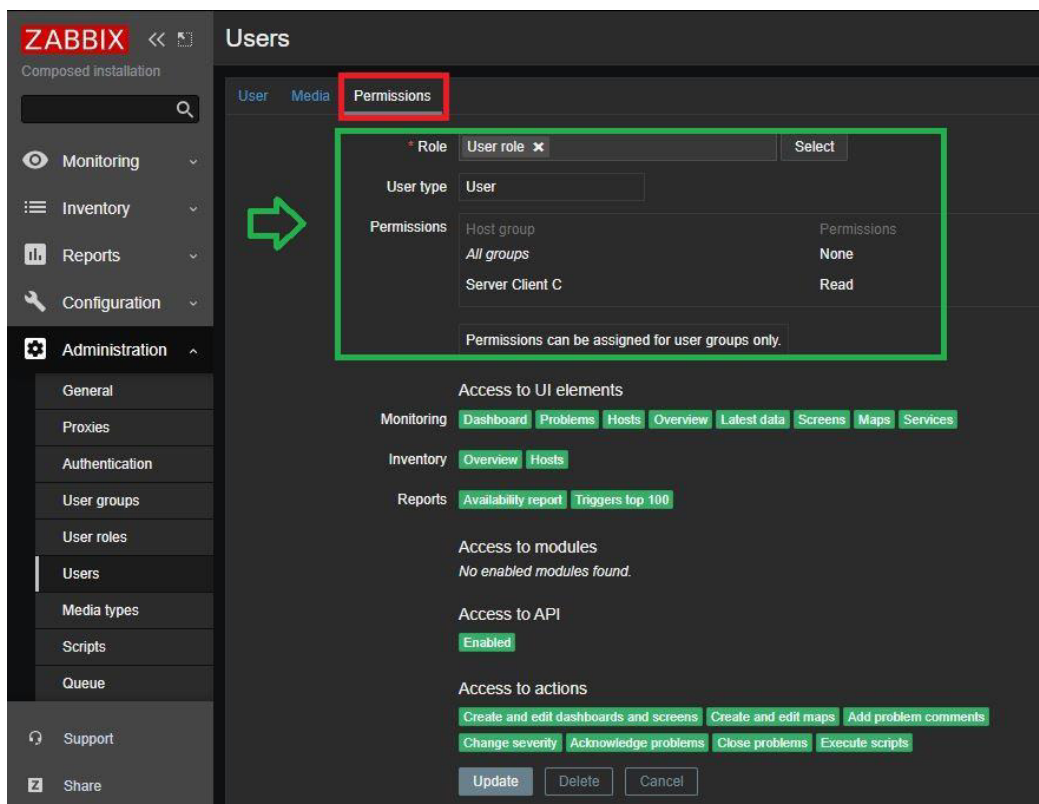 ZABBIX
Composed installation
Monitoring
Inventory
Reports
Configuration
Administration
General
Proxies
Authentication
User groups
User roles
Users
Media types
Scripts
Queue
Support
Share
Users
User Media Permissions
* Role User role Select
User type User
Permissions Host group Permissions
All groups None
Server Client C Read
Permissions can be assigned for user groups only.
Access to UI elements
Monitoring Dashboard Problems Hosts Overview Latest data Screens Maps Services
Inventory Overview Hosts
Reports Availability report Triggers top 100
Access to modules
No enabled modules found.
Access to API
Enabled
Access to actions
Create and edit dashboards and screens Create and edit maps Add problem comments
Change severity Acknowledge problems Close problems Execute scripts
Update Delete Cancel